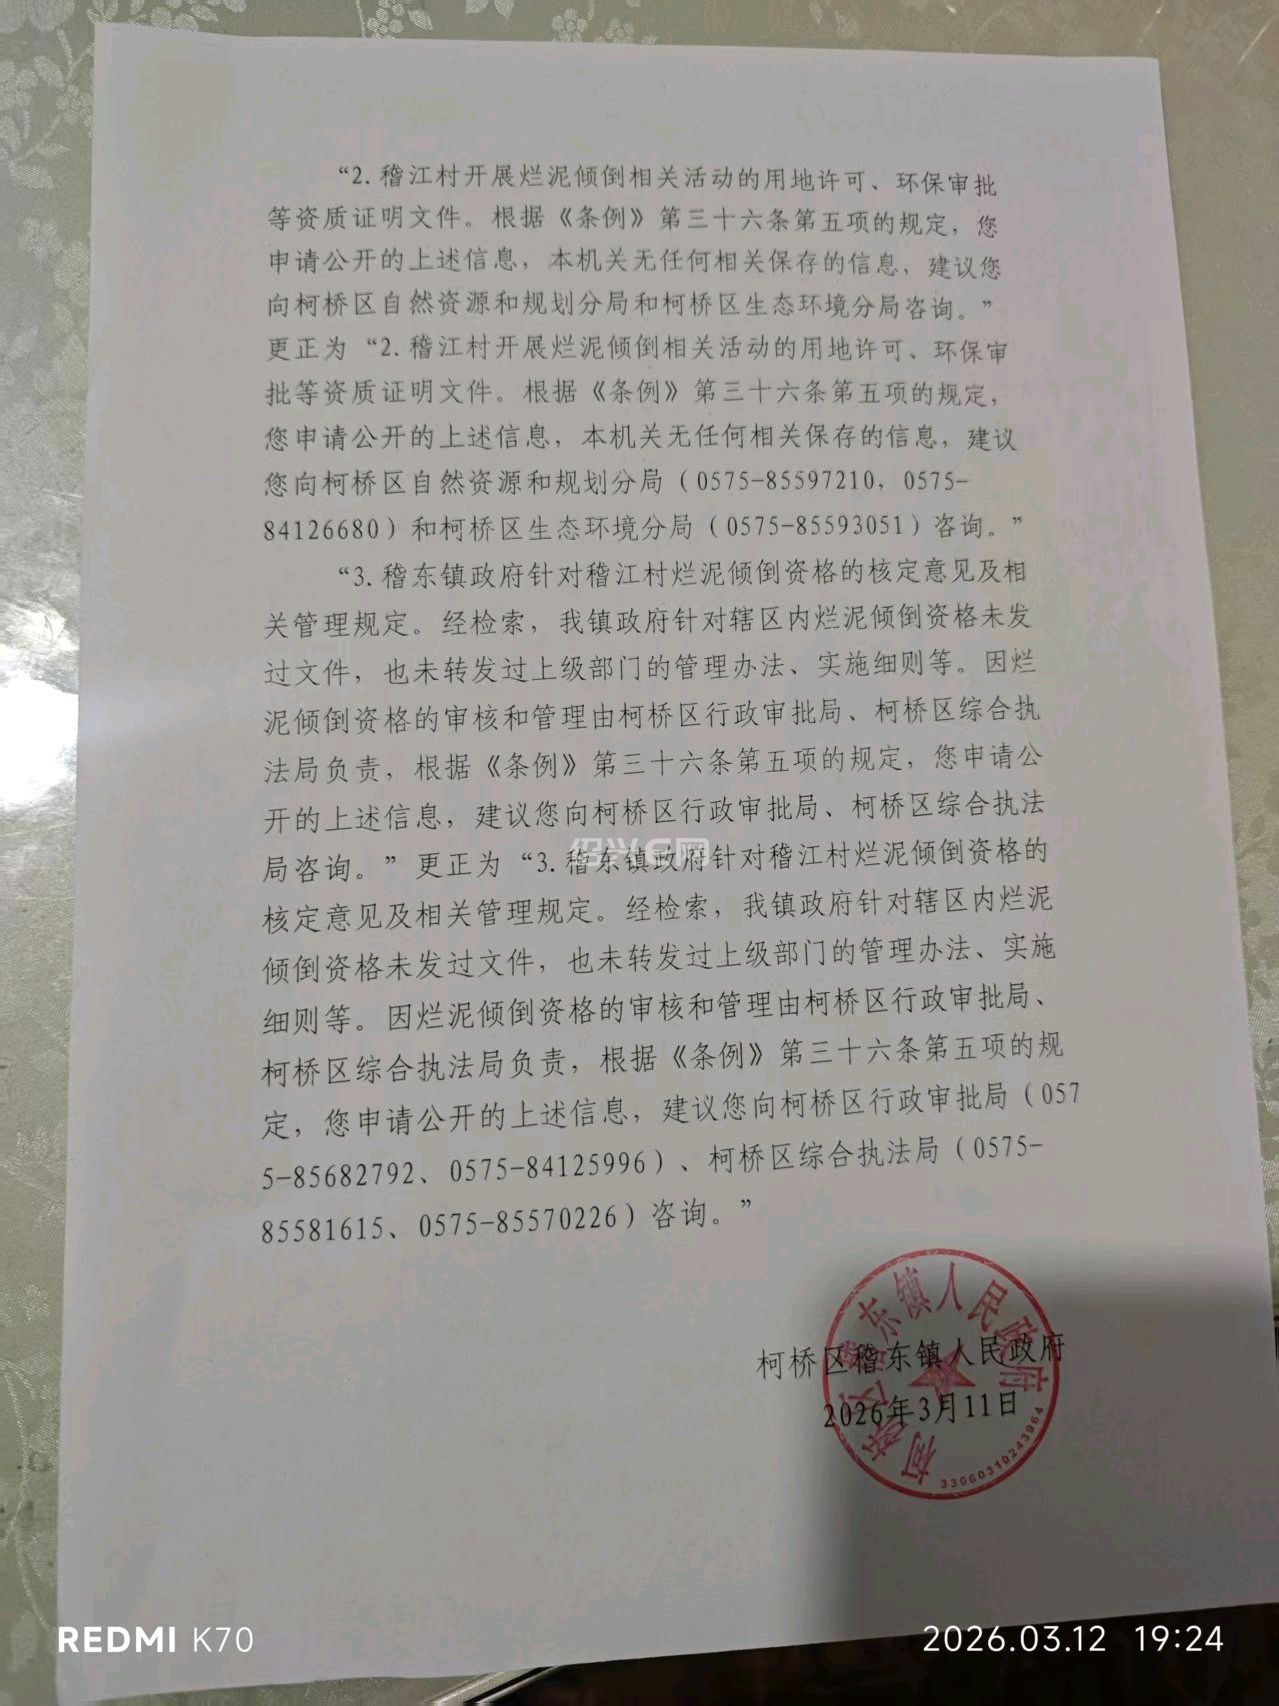 “2. 稽江村开展烂泥倾倒相关活动的用地许可、环保审批
等资质证明文件。根据《条例》第三十六条第五项的规定，您
申请公开的上述信息，本机关无任何相关保存的信息，建议您
向柯桥区自然资源和规划分局和柯桥区生态环境分局咨询。”
更正为“2. 稽江村开展烂泥倾倒相关活动的用地许可、环保审
批等资质证明文件。根据《条例》第三十六条第五项的规定，
您申请公开的上述信息，本机关无任何相关保存的信息，建议
您向柯桥区自然资源和规划分局（0575-85597210，0575-
84126680）和柯桥区生态环境分局（0575-85593051）咨询。”
“3. 稽东镇政府针对稽江村烂泥倾倒资格的核定意见及相
关管理规定。经检索，我镇政府针对辖区内烂泥倾倒资格未发
过文件，也未转发过上级部门的管理办法、实施细则等。因烂
泥倾倒资格的审核和管理由柯桥区行政审批局、柯桥区综合执
法局负责，根据《条例》第三十六条第五项的规定，您申请公
开的上述信息，建议您向柯桥区行政审批局、柯桥区综合执法
局咨询。”更正为“3. 稽东镇政府针对稽江村烂泥倾倒资格的
核定意见及相关管理规定。经检索，我镇政府针对辖区内烂泥
倾倒资格未发过文件，也未转发过上级部门的管理办法、实施
细则等。因烂泥倾倒资格的审核和管理由柯桥区行政审批局、
柯桥区综合执法局负责，根据《条例》第三十六条第五项的规
定，您申请公开的上述信息，建议您向柯桥区行政审批局（057
5-85682792、0575-84125996）、柯桥区综合执法局（0575-
85581615、0575-85570226）咨询。”
绍兴E网
柯桥区稽东镇人民政府
2026年3月11日
柯桥区稽东镇人民政府
33060310243964
REDMI K70
2026.03.12 19:24